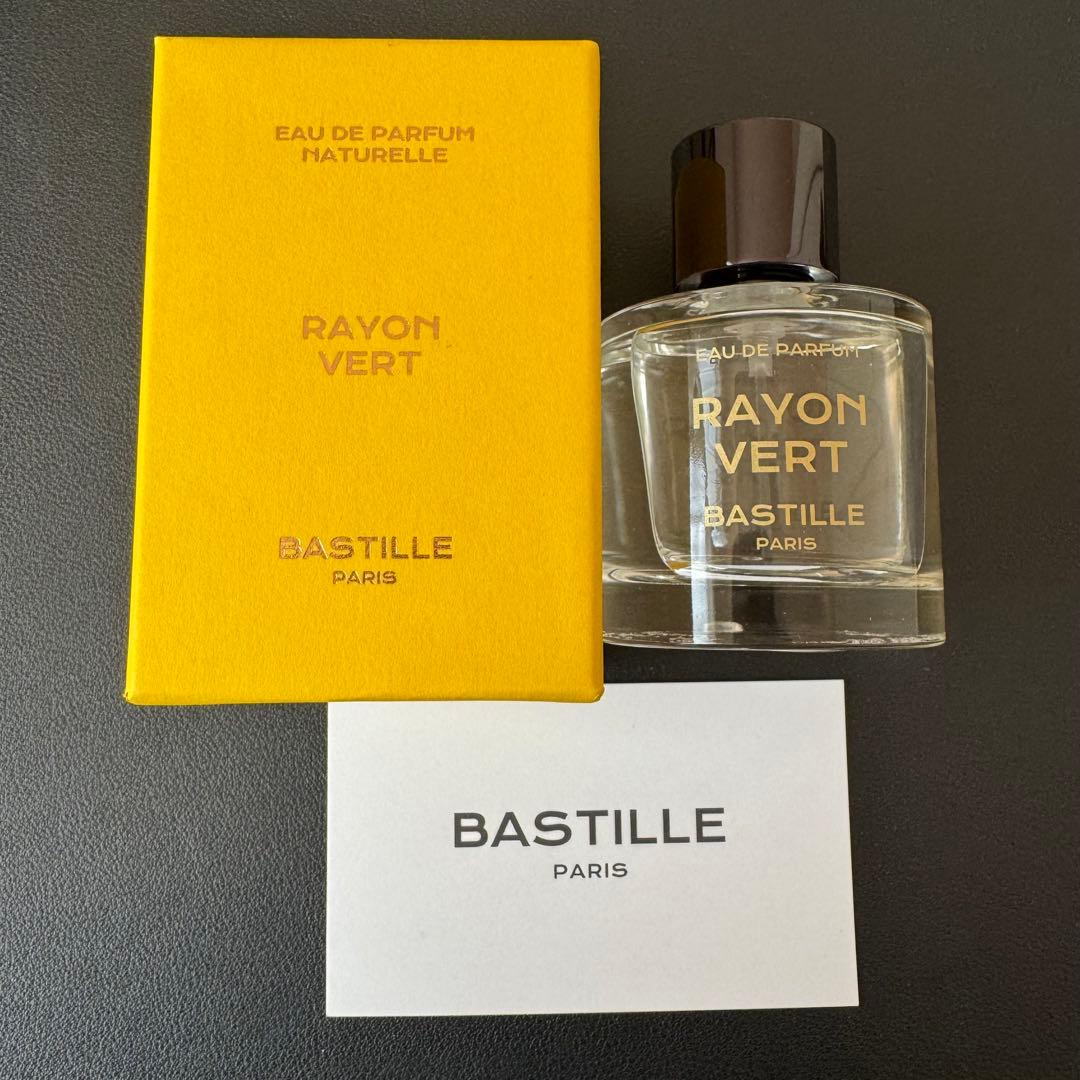 EAU DE PARFUM
NATURELLE
RAYON
VERT
BASTILLE
PARIS
EAU DE PARFUM
RAYON
VERT
BASTILLE
PARIS
BASTILLE
PARIS